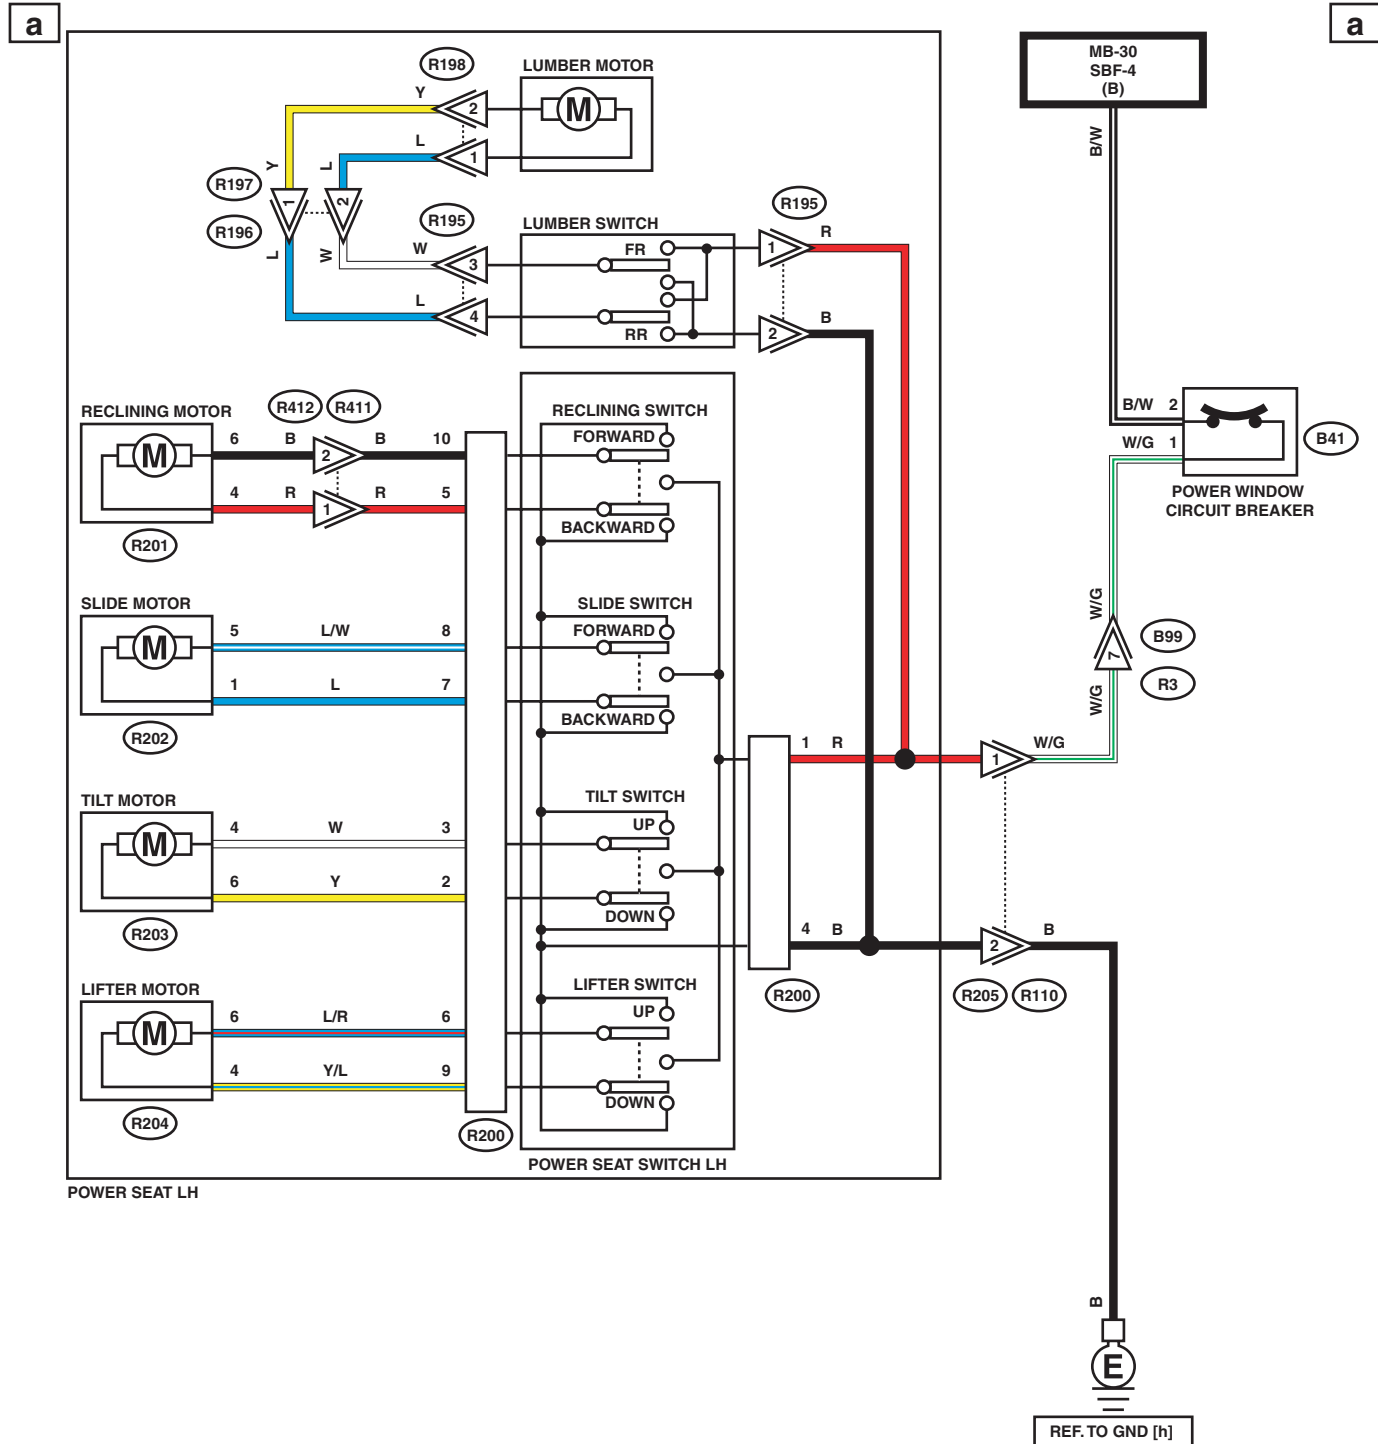 a
a
MB-30
SBF-4
(B)
B/W
R198
LUMBER MOTOR
Y
2
M
L
1
Y
L
R197
1
2
R196
R195
LUMBER SWITCH
R195
L
W
W
3
FR
1
R
L
4
RR
2
B
RECLINING MOTOR
R412
R411
RECLINING SWITCH
B/W 2
W/G 1
B41
POWER WINDOW
CIRCUIT BREAKER
M
6
B
2
B
10
FORWARD
4
R
1
R
5
BACKWARD
R201
SLIDE MOTOR
SLIDE SWITCH
W/G
M
5
L/W
8
FORWARD
B99
7
R3
1
L
7
BACKWARD
W/G
R202
1
R
1
W/G
TILT MOTOR
TILT SWITCH
M
4
W
3
UP
6
Y
2
DOWN
R203
4
B
2
B
LIFTER MOTOR
LIFTER SWITCH
R200
R205
R110
M
6
L/R
6
UP
4
Y/L
9
DOWN
R204
R200
POWER SEAT SWITCH LH
POWER SEAT LH
B
E
REF. TO GND [h]